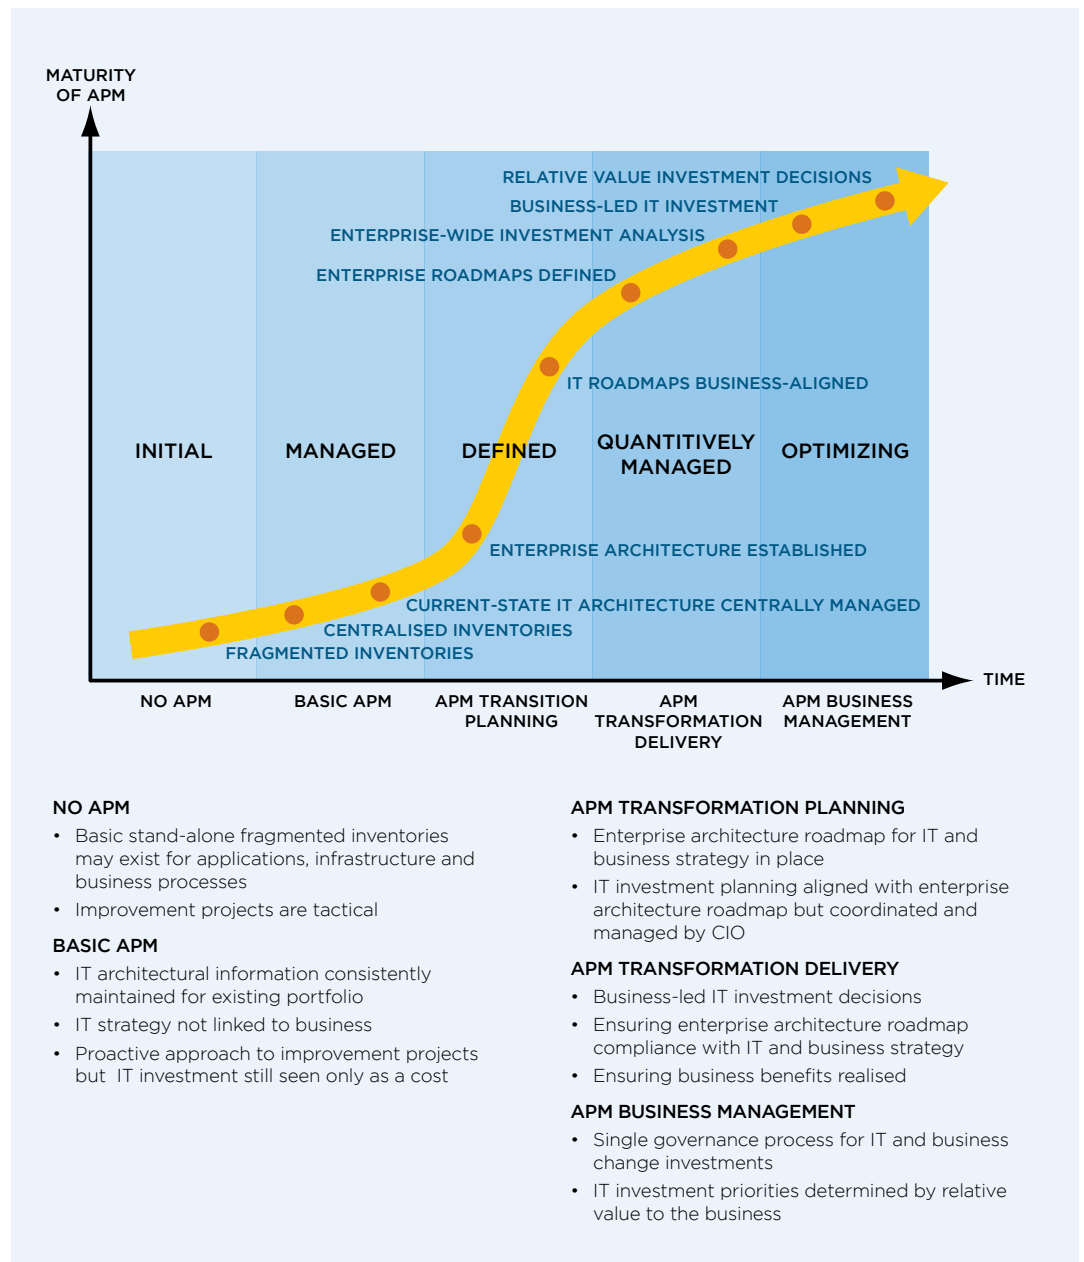 MATURITY
OF APM
RELATIVE VALUE INVESTMENT DECISIONS
BUSINESS-LED IT INVESTMENT
ENTERPRISE-WIDE INVESTMENT ANALYSIS
ENTERPRISE ROADMAPS DEFINED
IT ROADMAPS BUSINESS-ALIGNED
INITIAL
MANAGED
DEFINED
QUANTITIVELY
MANAGED
OPTIMIZING
ENTERPRISE ARCHITECTURE ESTABLISHED
CURRENT-STATE IT ARCHITECTURE CENTRALLY MANAGED
CENTRALISED INVENTORIES
FRAGMENTED INVENTORIES
TIME
NO APM
BASIC APM
APM TRANSITION
PLANNING
APM
TRANSFORMATION
DELIVERY
APM BUSINESS
MANAGEMENT
NO APM
• Basic stand-alone fragmented inventories
may exist for applications, infrastructure and
business processes
• Improvement projects are tactical
BASIC APM
• IT architectural information consistently
maintained for existing portfolio
• IT strategy not linked to business
• Proactive approach to improvement projects
but IT investment still seen only as a cost
APM TRANSFORMATION PLANNING
• Enterprise architecture roadmap for IT and
business strategy in place
• IT investment planning aligned with enterprise
architecture roadmap but coordinated and
managed by CIO
APM TRANSFORMATION DELIVERY
• Business-led IT investment decisions
• Ensuring enterprise architecture roadmap
compliance with IT and business strategy
• Ensuring business benefits realised
APM BUSINESS MANAGEMENT
• Single governance process for IT and business
change investments
• IT investment priorities determined by relative
value to the business